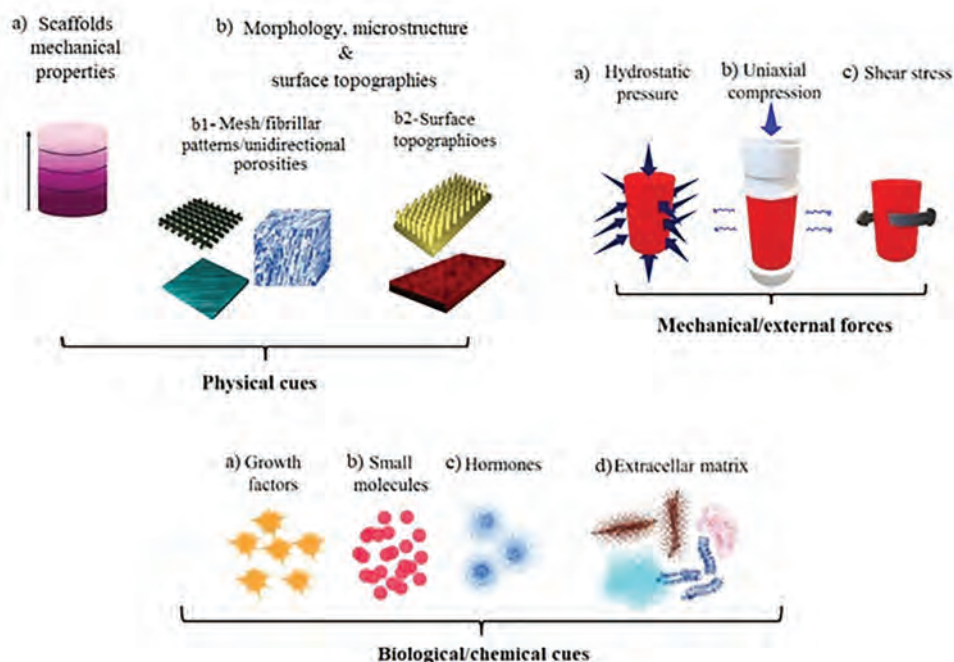 a) Scaffolds
mechanical
properties
b)
Morphology, microstructure
&
surface topographies
b1- Mesh/fibrillar
patterns/unidirectional
porosities
b2-Surface
topographioes
Physical cues
a) Hydrostatic
pressure
b) Uniaxial
compression
c) Shear stress
Mechanical/external forces
a) Growth
factors
b) Small
molecules
c) Hormones
d) Extracellar matrix
Biological/chemical cues